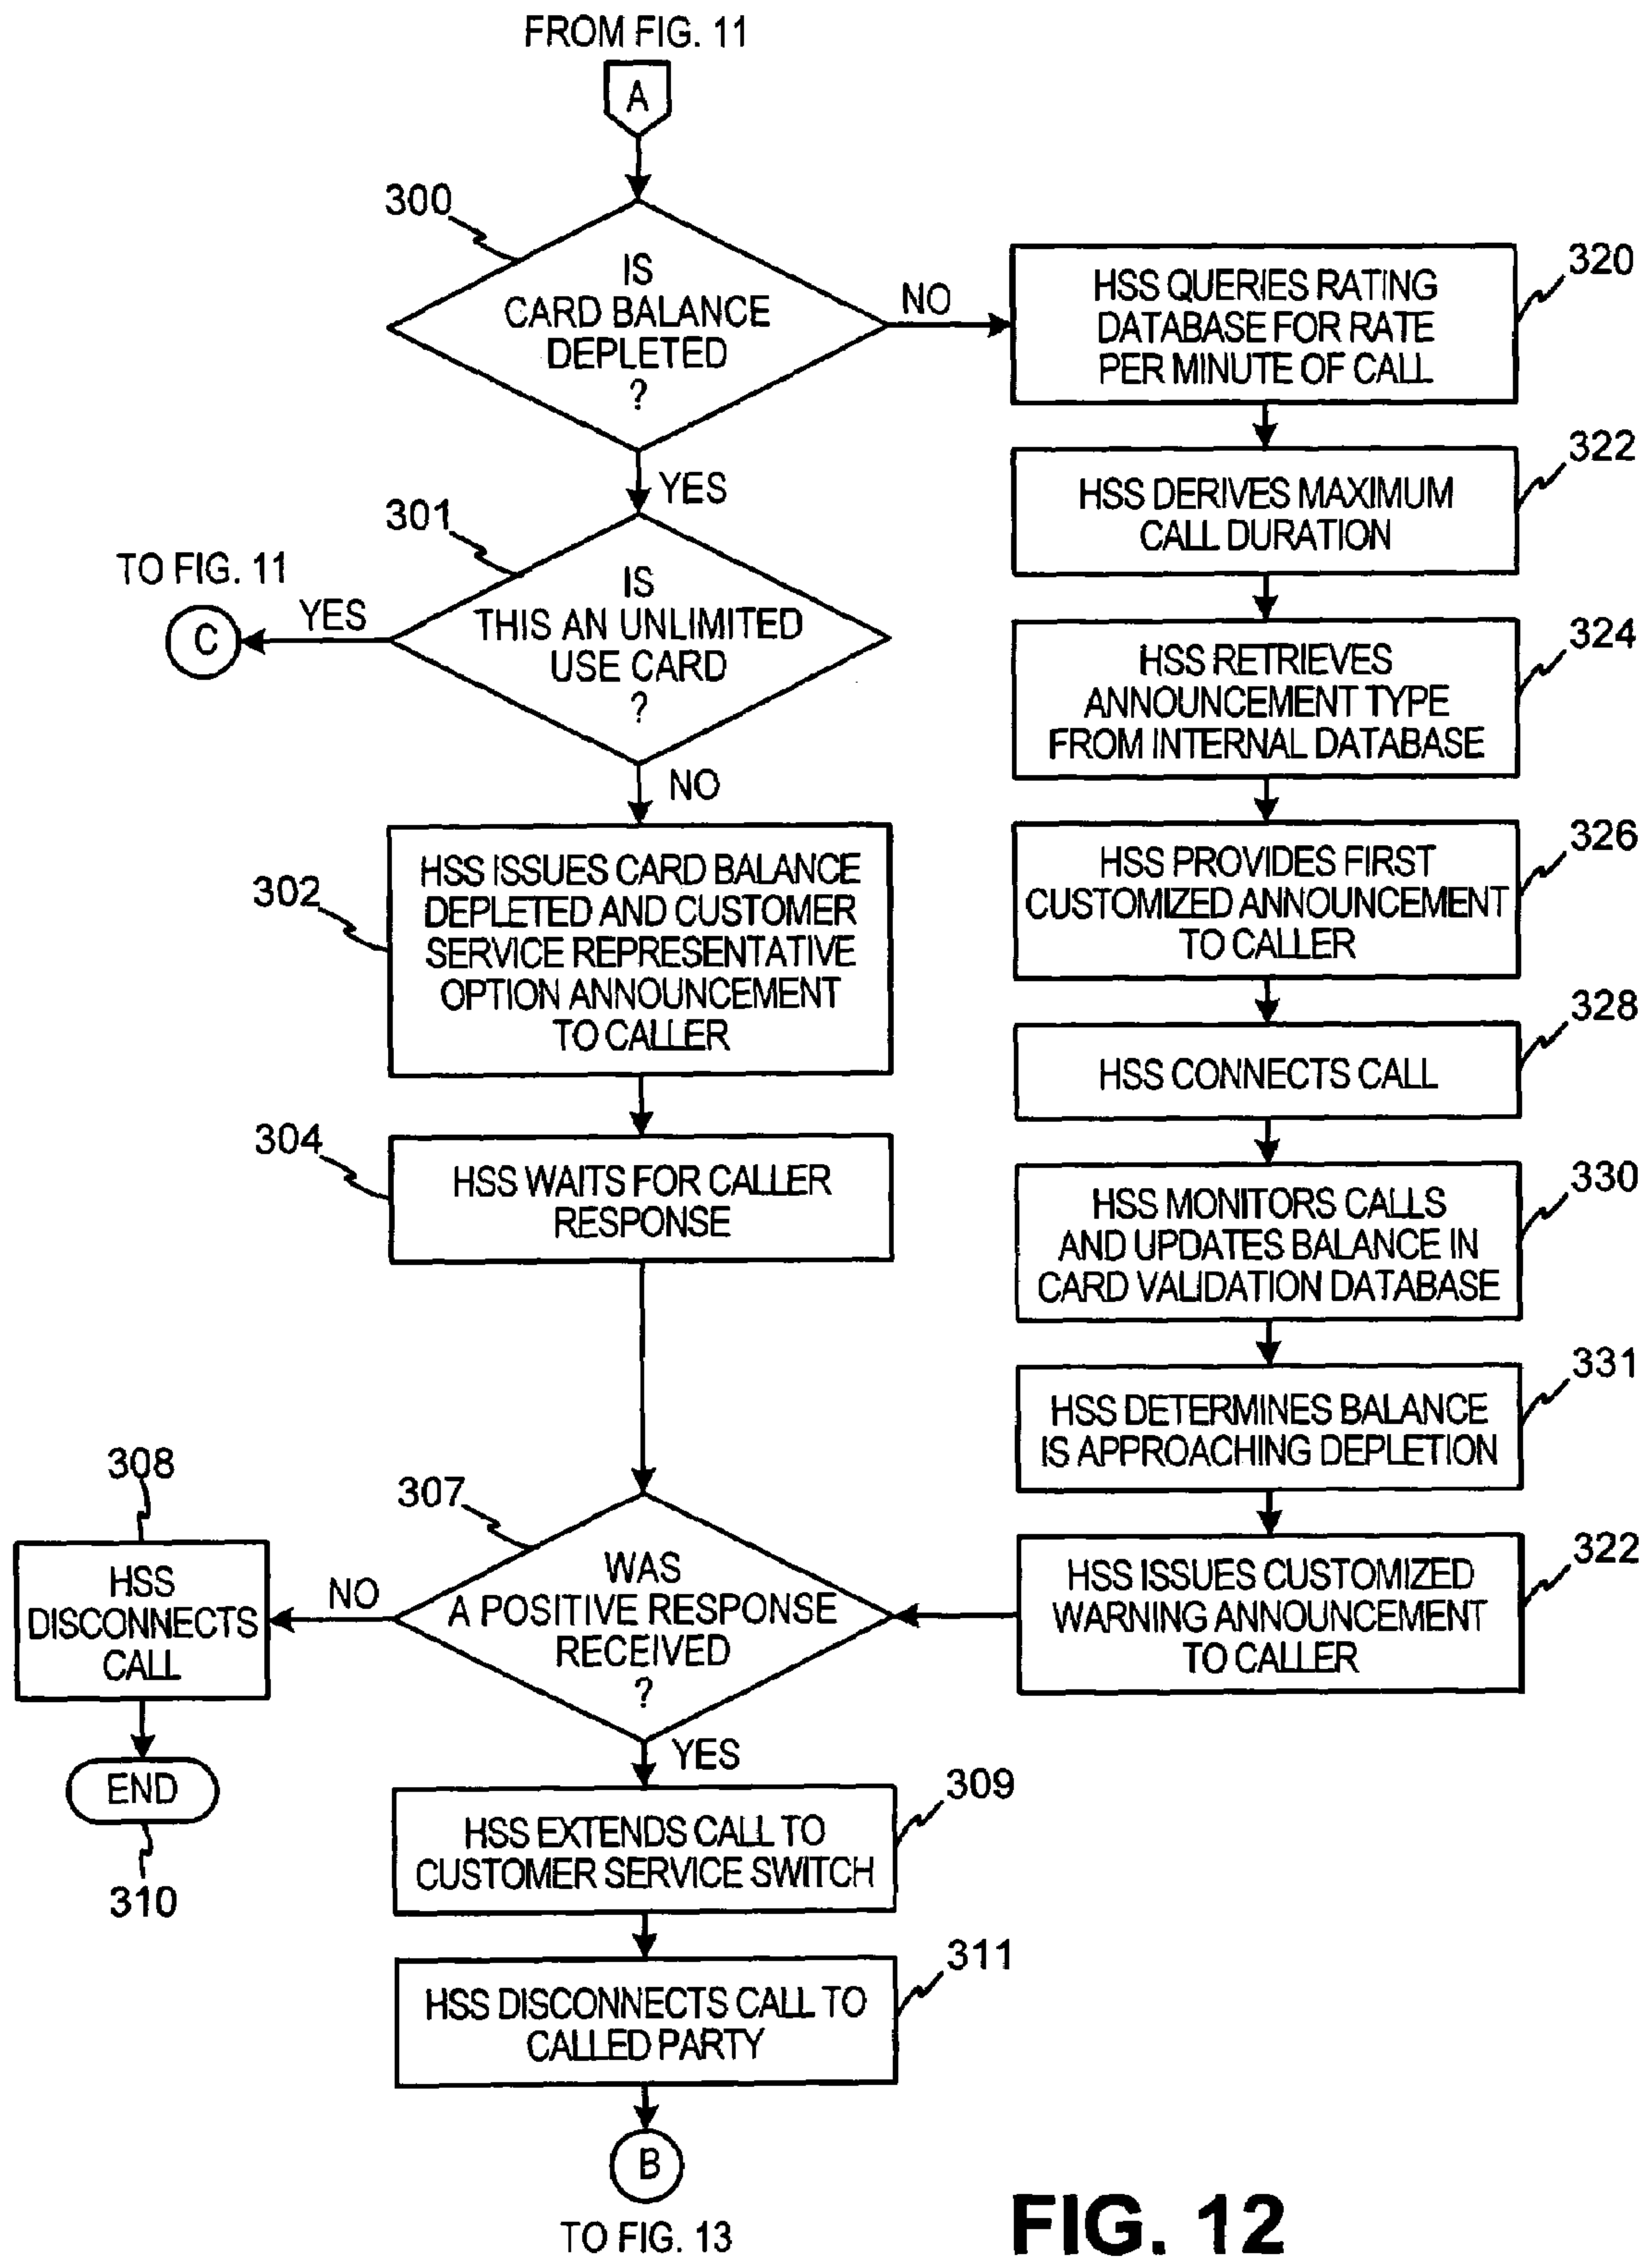 FROM FIG. 11
A
300
IS
CARD BALANCE
DEPLETED
?
NO
YES
320
HSS QUERIES RATING
DATABASE FOR RATE
PER MINUTE OF CALL
322
HSS DERIVES MAXIMUM
CALL DURATION
301
IS
THIS AN UNLIMITED
USE CARD
?
TO FIG. 11
C
YES
NO
324
HSS RETRIEVES
ANNOUNCEMENT TYPE
FROM INTERNAL DATABASE
302
HSS ISSUES CARD BALANCE
DEPLETED AND CUSTOMER
SERVICE REPRESENTATIVE
OPTION ANNOUNCEMENT
TO CALLER
326
HSS PROVIDES FIRST
CUSTOMIZED ANNOUNCEMENT
TO CALLER
328
HSS CONNECTS CALL
304
HSS WAITS FOR CALLER
RESPONSE
330
HSS MONITORS CALLS
AND UPDATES BALANCE IN
CARD VALIDATION DATABASE
331
HSS DETERMINES BALANCE
IS APPROACHING DEPLETION
322
HSS ISSUES CUSTOMIZED
WARNING ANNOUNCEMENT
TO CALLER
307
WAS
A POSITIVE RESPONSE
RECEIVED
?
NO
308
HSS
DISCONNECTS
CALL
END
310
YES
309
HSS EXTENDS CALL TO
CUSTOMER SERVICE SWITCH
311
HSS DISCONNECTS CALL TO
CALLED PARTY
B
TO FIG. 13
FIG. 12